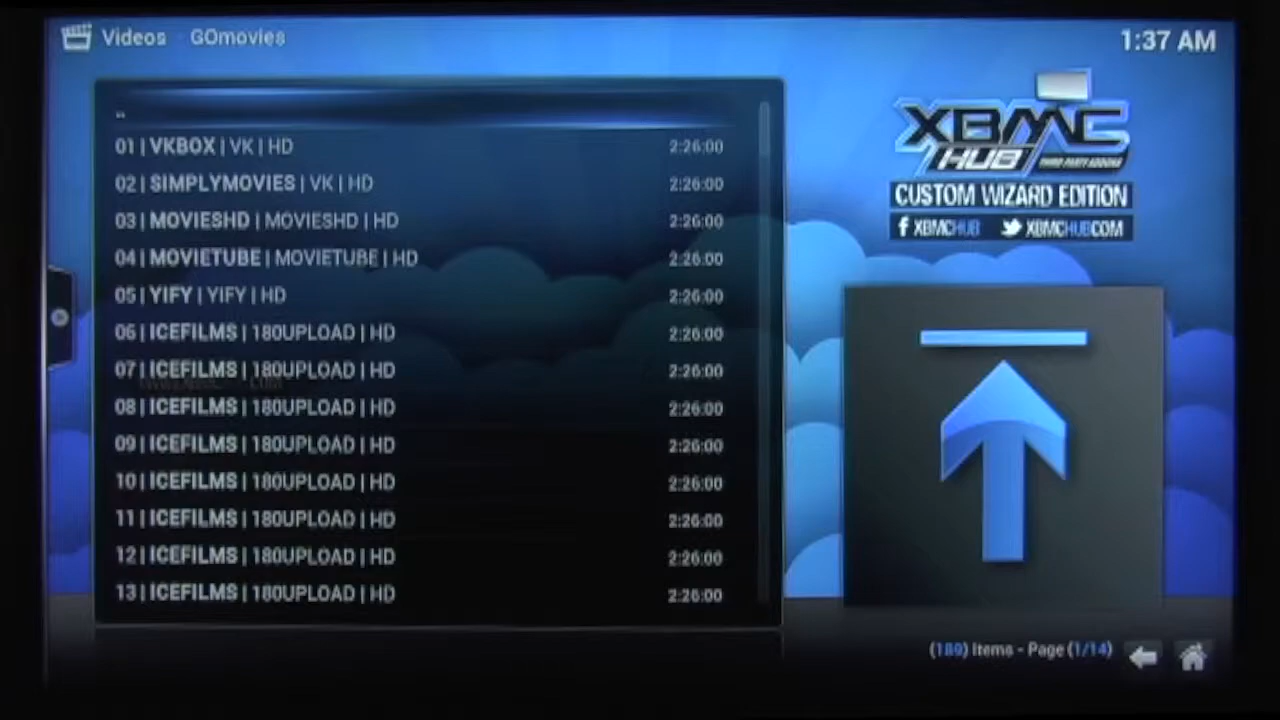 Videos GOmovies
1:37 AM
..
01 | VKBOX | VK | HD 2:26:00
02 | SIMPLYMOVIES | VK | HD 2:26:00
03 | MOVIESHD | MOVIESHD | HD 2:26:00
04 | MOVIETUBE | MOVIETUBE | HD 2:26:00
05 | YIFY | YIFY | HD 2:26:00
06 | ICEFILMS | 180UPLOAD | HD 2:26:00
07 | ICEFILMS | 180UPLOAD | HD 2:26:00
08 | ICEFILMS | 180UPLOAD | HD 2:26:00
09 | ICEFILMS | 180UPLOAD | HD 2:26:00
10 | ICEFILMS | 180UPLOAD | HD 2:26:00
11 | ICEFILMS | 180UPLOAD | HD 2:26:00
12 | ICEFILMS | 180UPLOAD | HD 2:26:00
13 | ICEFILMS | 180UPLOAD | HD 2:26:00
XBMC
HUB THIRD PARTY ADDONS
CUSTOM WIZARD EDITION
f XBMCHUB XBMCHUB.COM
(189) Items - Page (1/14)